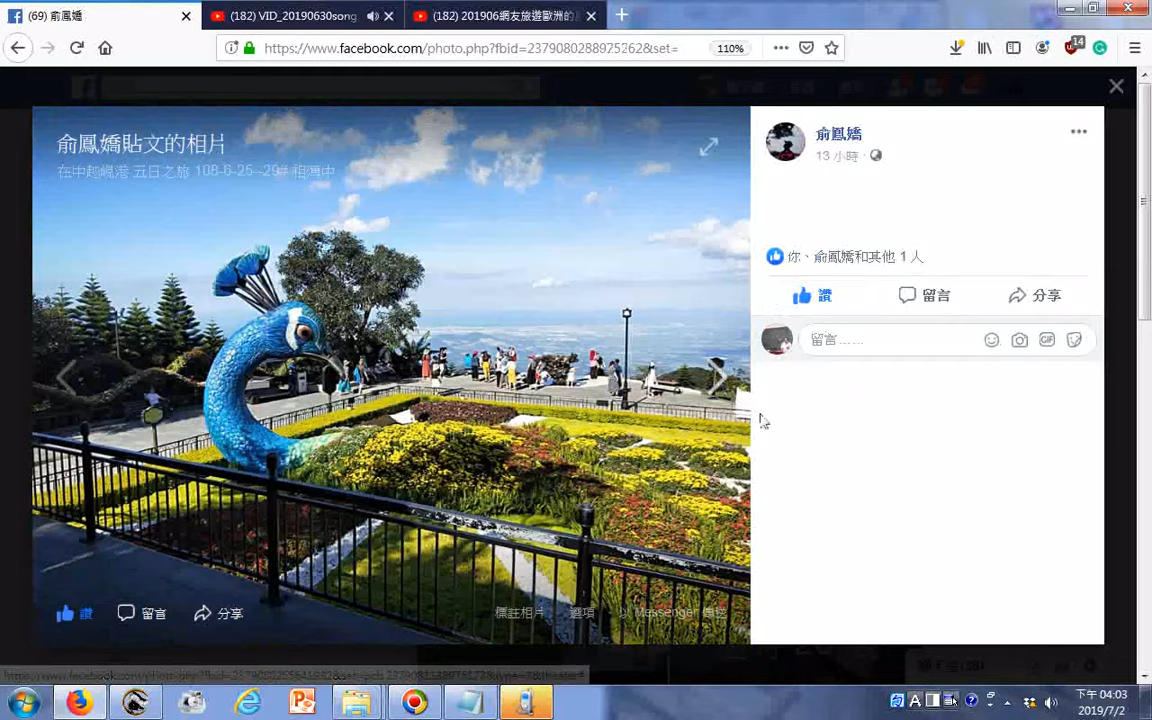 (69) 俞鳳嬌
(182) VID_20190630song
(182) 201906網友旅遊歐洲的
https://www.facebook.com/photo.php?fbid=2379080288975262&set=
110%
14
俞鳳嬌貼文的相片
在中越峴港 五日之旅 108-6-25--29#
俞鳳嬌
13 小時
你、俞鳳嬌和其他 1 人
讚
留言
分享
留言……
GIF
讚
留言
分享
標註相片
選項
以 Messenger 傳送
A
下午 04:03
2019/7/2